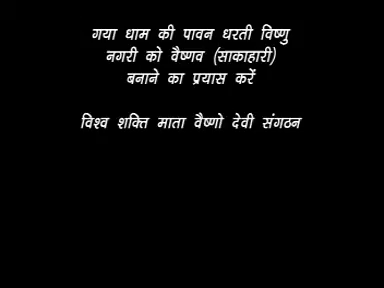 गया धाम की पावन धरती विष्णु
नगरी को वैष्णव (साकाहारी)
बनाने का प्रयास करें
विश्व शक्ति माता वैष्णो देवी संगठन